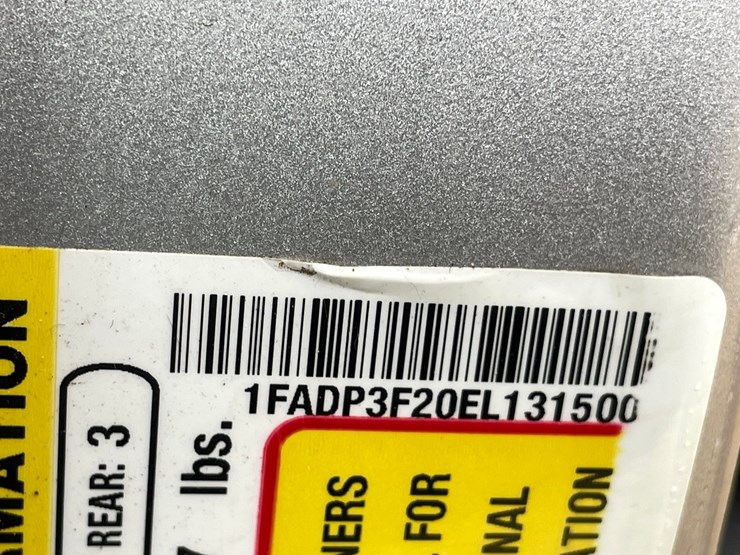 1FADP3F20EL131500
MATION
REAR: 3
lbs.
NERS
FOR
NAL
ATION